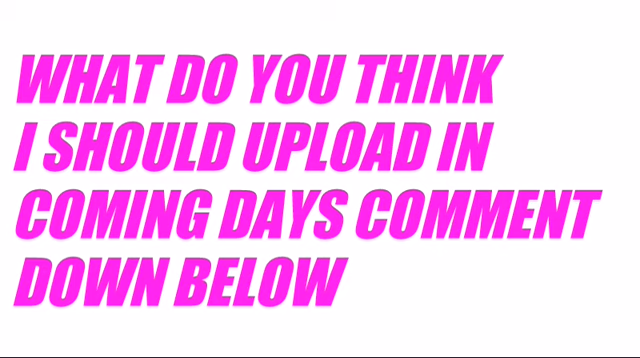 WHAT DO YOU THINK
I SHOULD UPLOAD IN
COMING DAYS COMMENT
DOWN BELOW